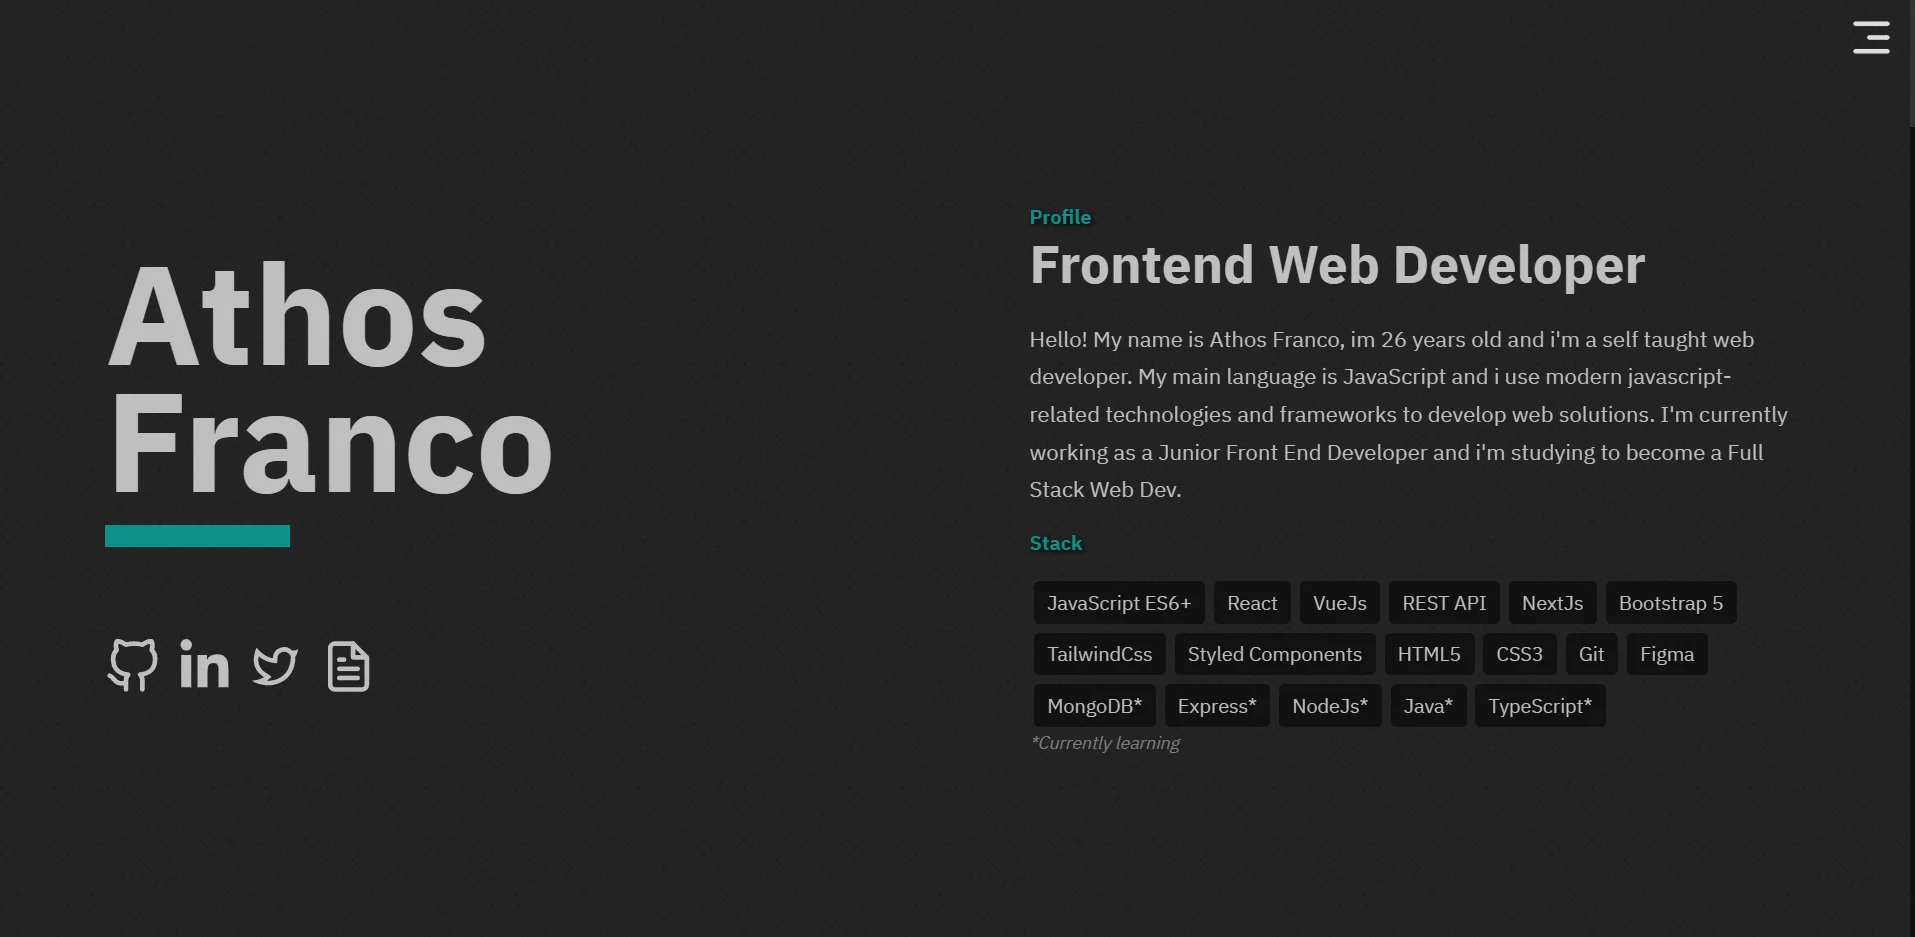 Athos
Franco
Profile
Frontend Web Developer
Hello! My name is Athos Franco, im 26 years old and i'm a self taught web
developer. My main language is JavaScript and i use modern javascript-
related technologies and frameworks to develop web solutions. I'm currently
working as a Junior Front End Developer and i'm studying to become a Full
Stack Web Dev.
Stack
JavaScript ES6+ React VueJs REST API NextJs Bootstrap 5
TailwindCss Styled Components HTML5 CSS3 Git Figma
MongoDB* Express* NodeJs* Java* TypeScript*
*Currently learning